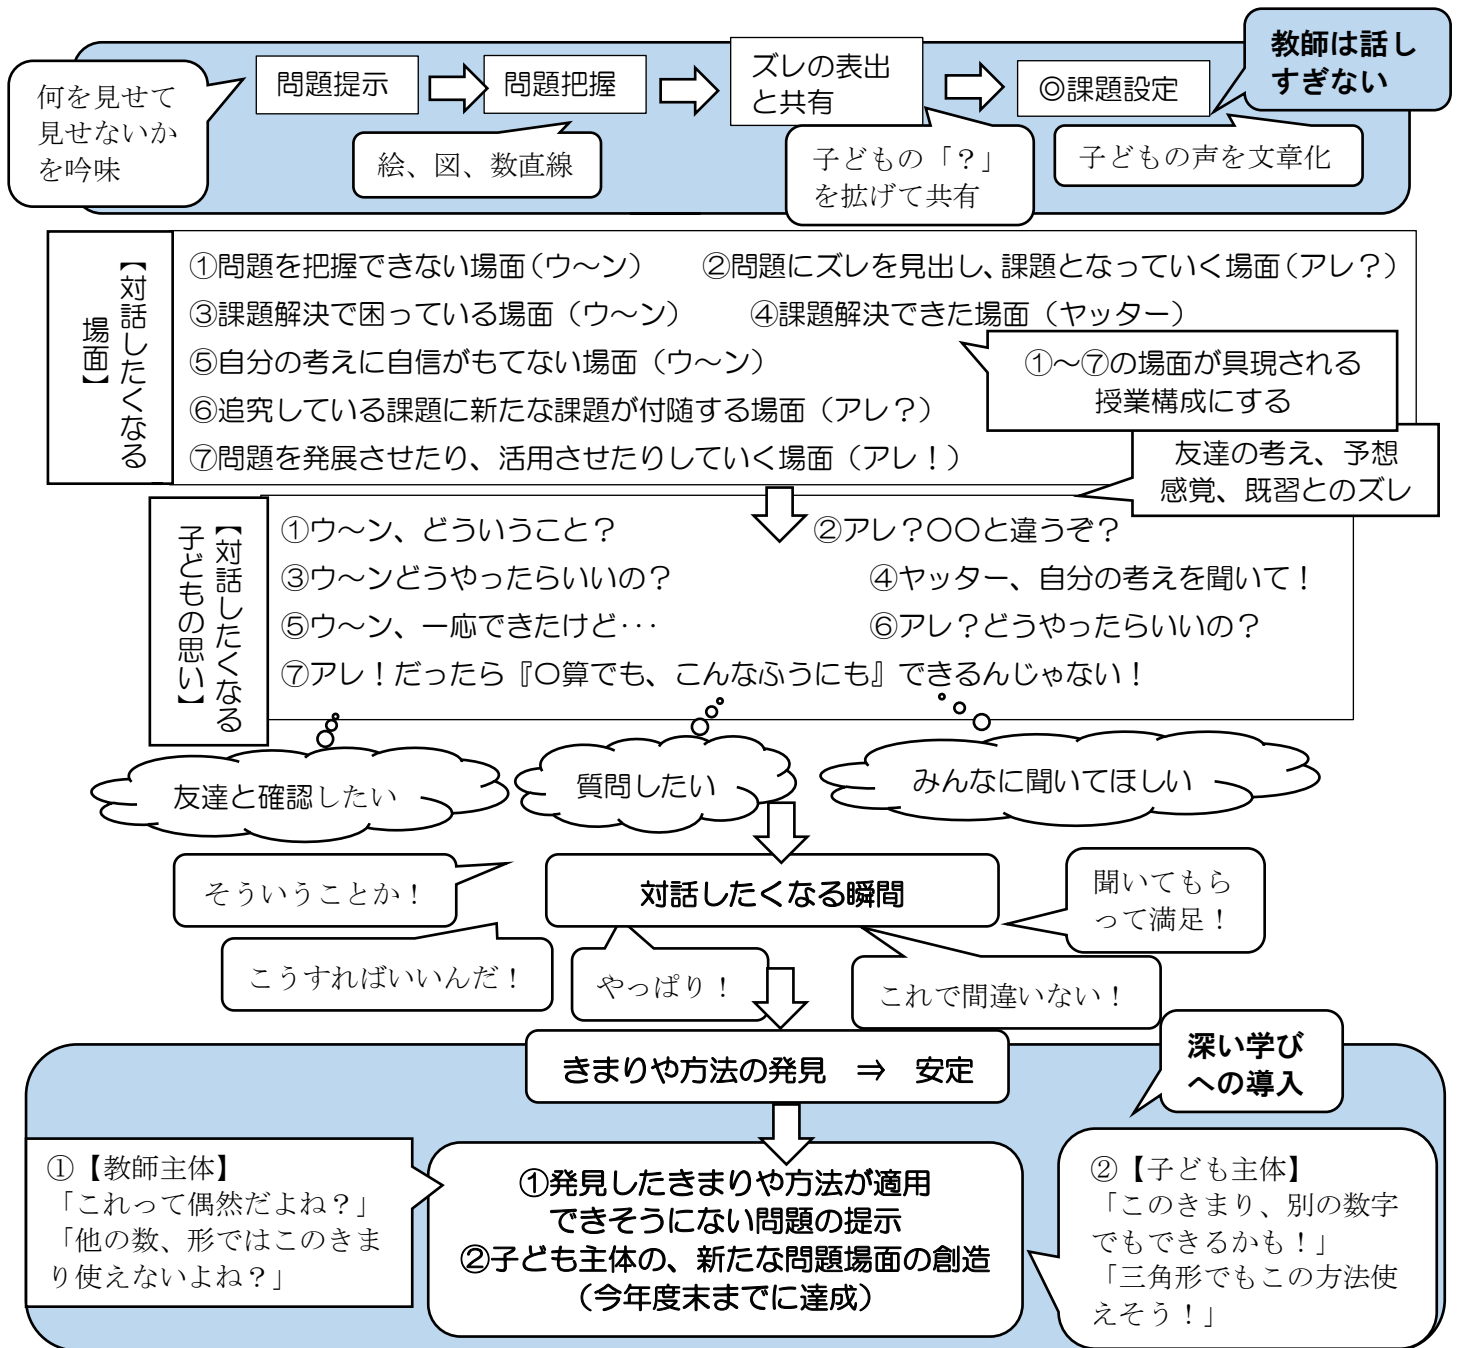 教師は話し
すぎない
何を見せて
見せないか
を吟味
問題提示
問題把握
ズレの表出
と共有
◎課題設定
絵、図、数直線
子どもの「？」
を拡げて共有
子どもの声を文章化
【対話したくなる
場面】
①問題を把握できない場面（ウ～ン）　②問題にズレを見出し、課題となっていく場面（アレ？）
③課題解決で困っている場面（ウ～ン）　④課題解決できた場面（ヤッター）
⑤自分の考えに自信がもてない場面（ウ～ン）
⑥追究している課題に新たな課題が付随する場面（アレ？）
⑦問題を発展させたり、活用させたりしていく場面（アレ！）
①～⑦の場面が具現される
授業構成にする
友達の考え、予想
感覚、既習とのズレ
【対話したくなる
子どもの思い】
①ウ～ン、どういうこと？　②アレ？〇〇と違うぞ？
③ウ～ンどうやったらいいの？　④ヤッター、自分の考えを聞いて！
⑤ウ～ン、一応できたけど・・・　⑥アレ？どうやったらいいの？
⑦アレ！だったら『〇算でも、こんなふうにも』できるんじゃない！
友達と確認したい
質問したい
みんなに聞いてほしい
そういうことか！
対話したくなる瞬間
聞いてもら
って満足！
こうすればいいんだ！
やっぱり！
これで間違いない！
きまりや方法の発見　⇒　安定
深い学び
への導入
①【教師主体】
「これって偶然だよね？」
「他の数、形ではこのきま
り使えないよね？」
①発見したきまりや方法が適用
できそうにない問題の提示
②子ども主体の、新たな問題場面の創造
（今年度末までに達成）
②【子ども主体】
「このきまり、別の数字
でもできるかも！」
「三角形でもこの方法使
えそう！」